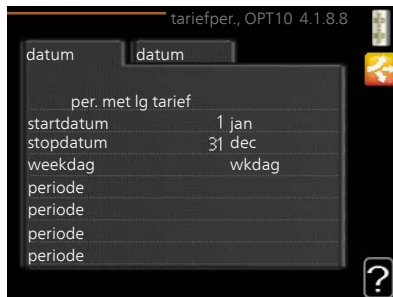 tariefper., OPT10 4.1.8.8
datum datum
per. met lg tarief
startdatum 1 jan
stopdatum 31 dec
weekdag wkdag
periode
periode
periode
periode
?